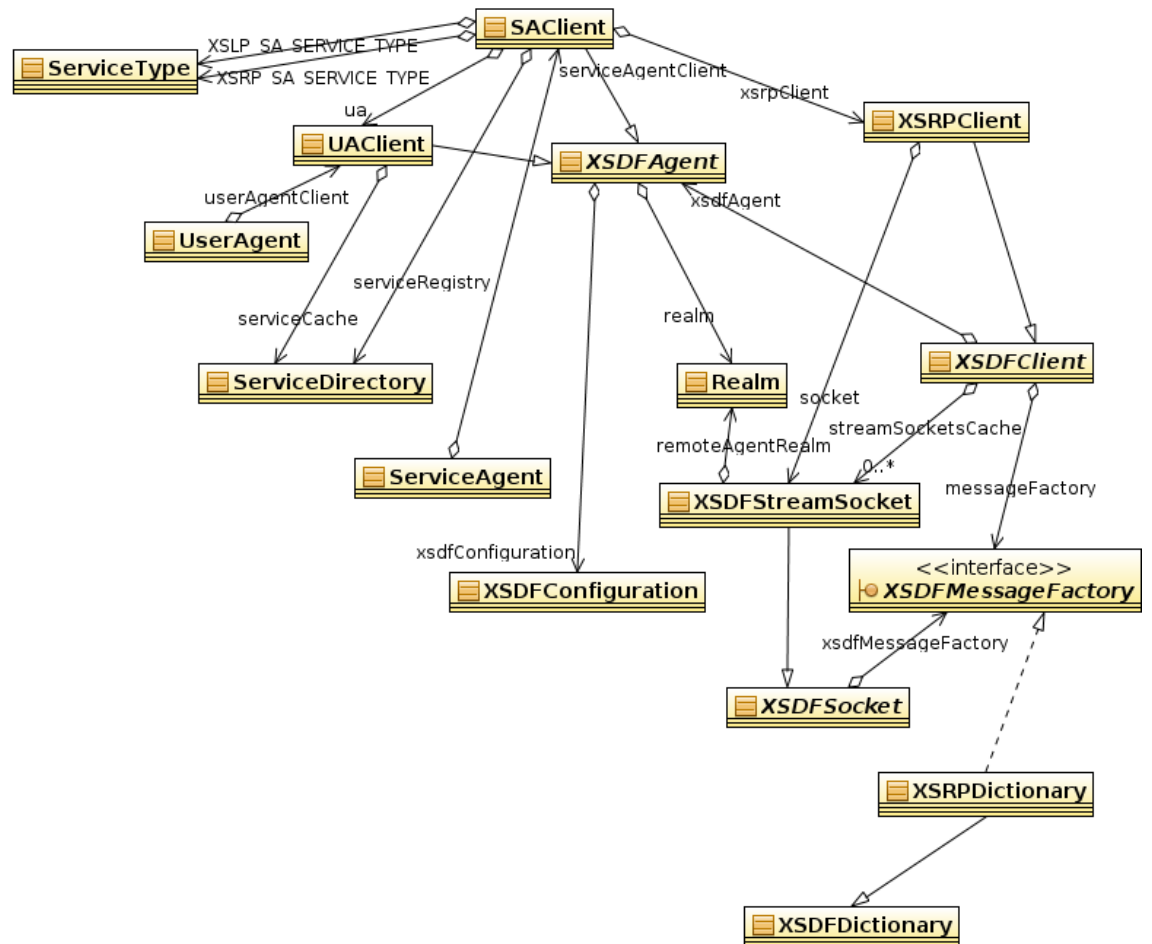 SAClient
XSLP_SA_SERVICE_TYPE
ServiceType
XSRP_SA_SERVICE_TYPE
serviceAgentClient
xsrpClient
ua
XSRPClient
UAClient
XSDFAgent
userAgentClient
xsdfAgent
UserAgent
serviceRegistry
serviceCache
realm
XSDFClient
ServiceDirectory
Realm
socket
streamSocketsCache
remoteAgentRealm
0..*
ServiceAgent
messageFactory
XSDFStreamSocket
xsdfConfiguration
<<interface>>
XSDFMessageFactory
XSDFConfiguration
xsdfMessageFactory
XSDFSocket
XSRPDictionary
XSDFDictionary